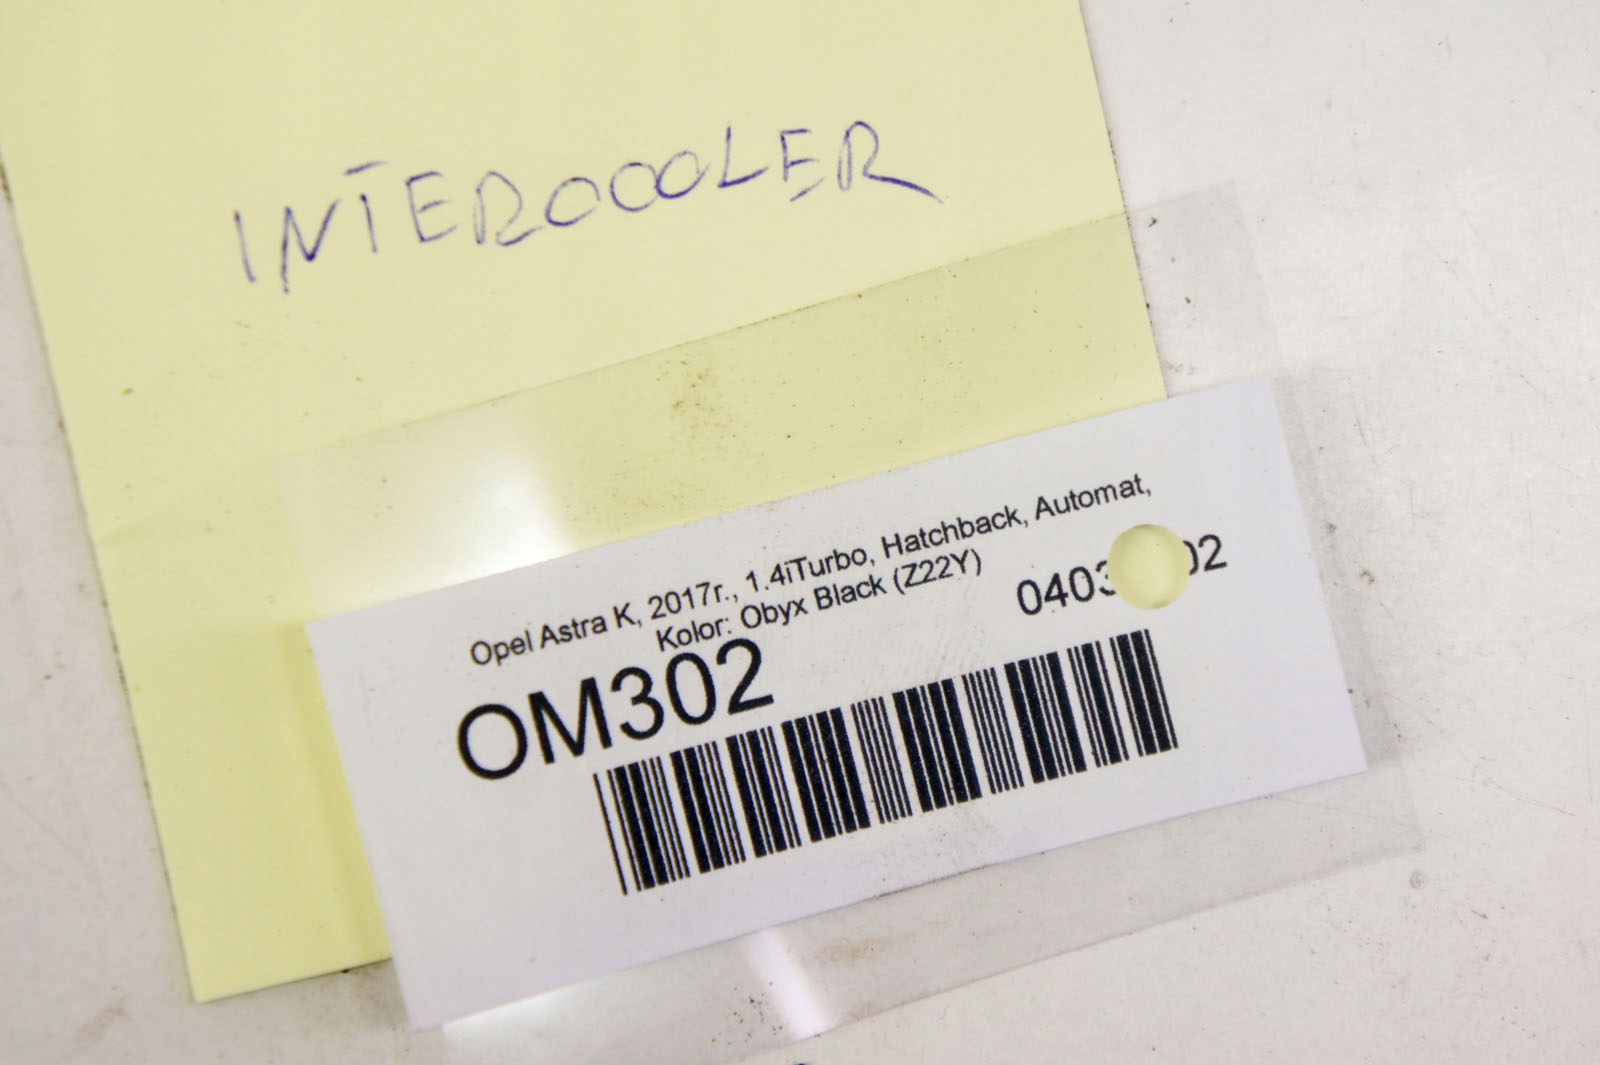 INTERCOOLER
Opel Astra K, 2017r., 1.4iTurbo, Hatchback, Automat,
Kolor: Obyx Black (Z22Y)
OM302